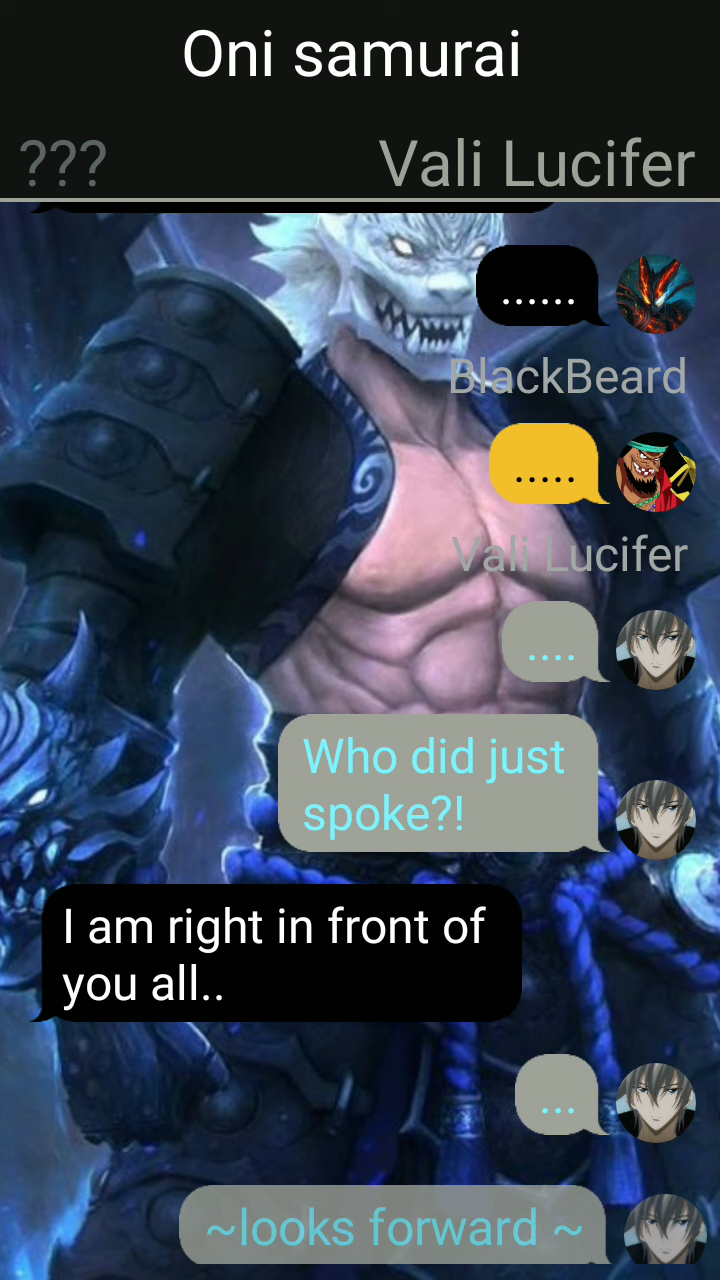 Oni samurai
???
Vali Lucifer
......
BlackBeard
.....
Vali Lucifer
....
Who did just
spoke?!
I am right in front of
you all..
...
~looks forward ~